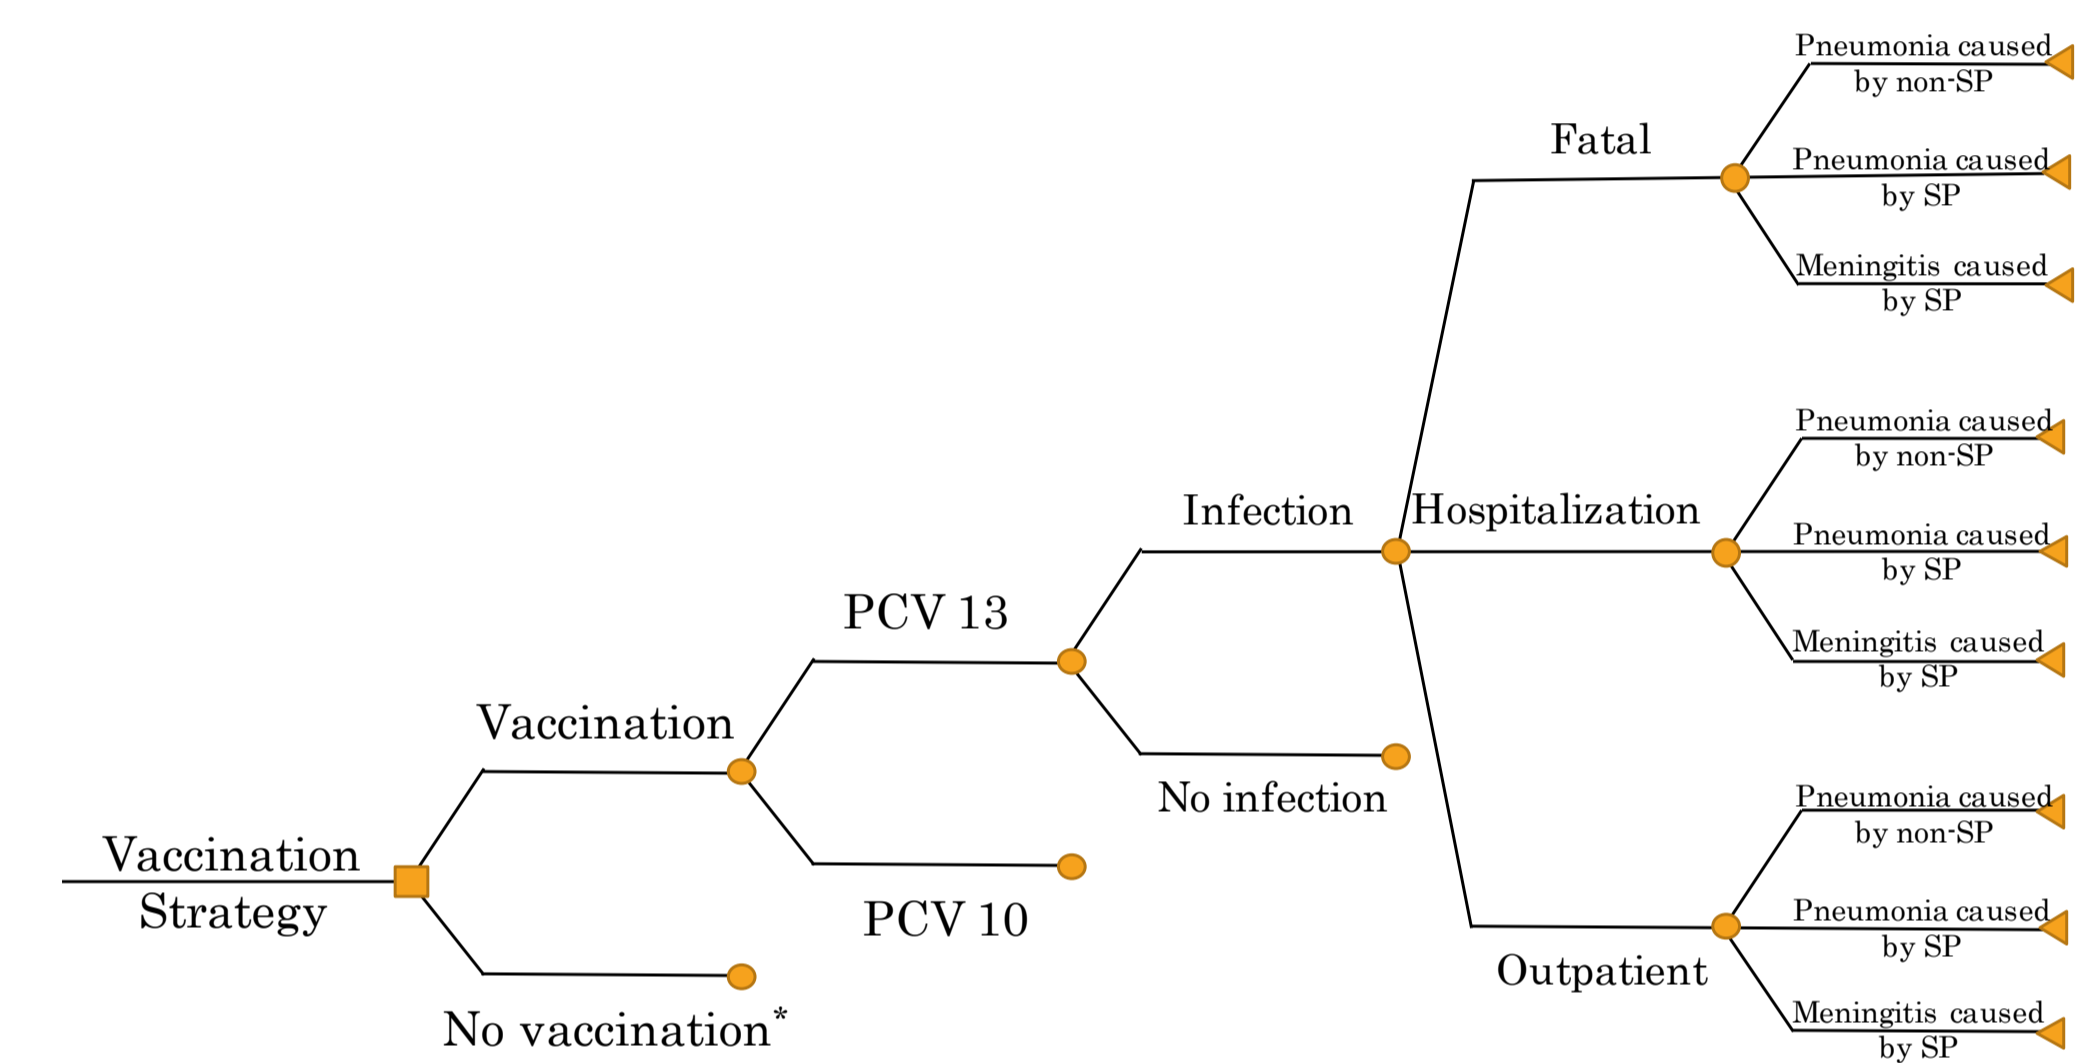 Pneumonia caused
by non-SP
Fatal
Pneumonia caused
by SP
Meningitis caused
by SP
Pneumonia caused
by non-SP
Infection
Hospitalization
Pneumonia caused
by SP
PCV 13
Meningitis caused
by SP
Vaccination
No infection
Pneumonia caused
by non-SP
Vaccination
Strategy
PCV 10
Pneumonia caused
by SP
Outpatient
No vaccination*
Meningitis caused
by SP